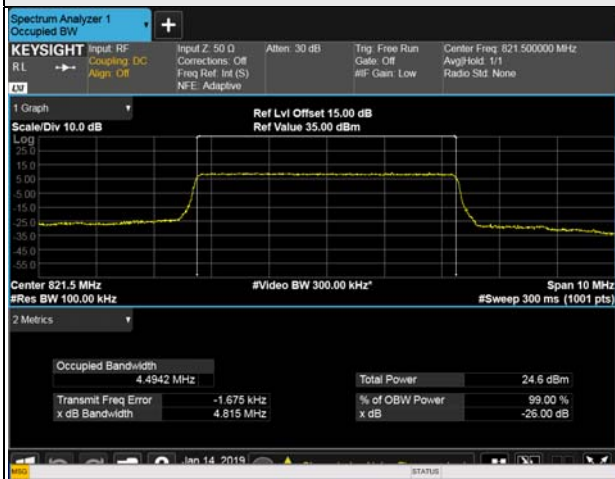 Spectrum Analyzer 1
Occupied BW
+
KEYSIGHT
RL
LXI
Input: RF
Coupling: DC
Align: Off
Input Z: 50 Ω
Corrections: Off
Freq Ref: Int (S)
NFE: Adaptive
Atten: 30 dB
Trig: Free Run
Gate: Off
#IF Gain: Low
Center Freq: 821.500000 MHz
Avg|Hold: 1/1
Radio Std: None
1 Graph
Scale/Div 10.0 dB
Ref Lvl Offset 15.00 dB
Ref Value 35.00 dBm
Log
25.0
15.0
5.00
-5.00
-15.0
-25.0
-35.0
-45.0
-55.0
Center 821.5 MHz
#Res BW 100.00 kHz
#Video BW 300.00 kHz*
Span 10 MHz
#Sweep 300 ms (1001 pts)
2 Metrics
Occupied Bandwidth
4.4942 MHz
Total Power 24.6 dBm
Transmit Freq Error -1.675 kHz
% of OBW Power 99.00 %
x dB Bandwidth 4.815 MHz
x dB -26.00 dB
Jan 14, 2019
MSG
STATUS